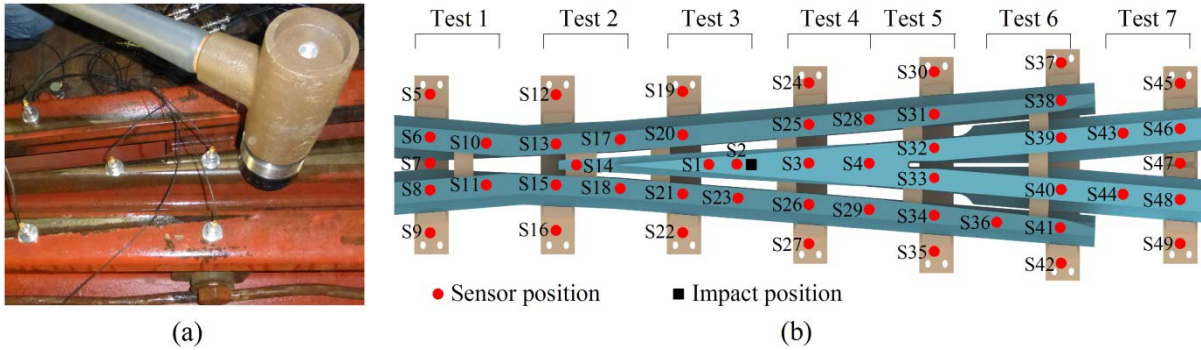 Test 1 Test 2 Test 3 Test 4 Test 5 Test 6 Test 7
S37
S30
S24 S45
S5 S12 S19
S38
S31
S28
S6 S20 S25 S39 S43 S46
S10 S13 S17
S32
S2
S7 S14 S1 S3 S4 S47
S33
S8 S11 S15 S18 S21 S40 S44 S48
S23 S26 S29 S34
S36 S41
S9 S16 S22
S27 S35 S49
S42
Sensor position Impact position
(a) (b)